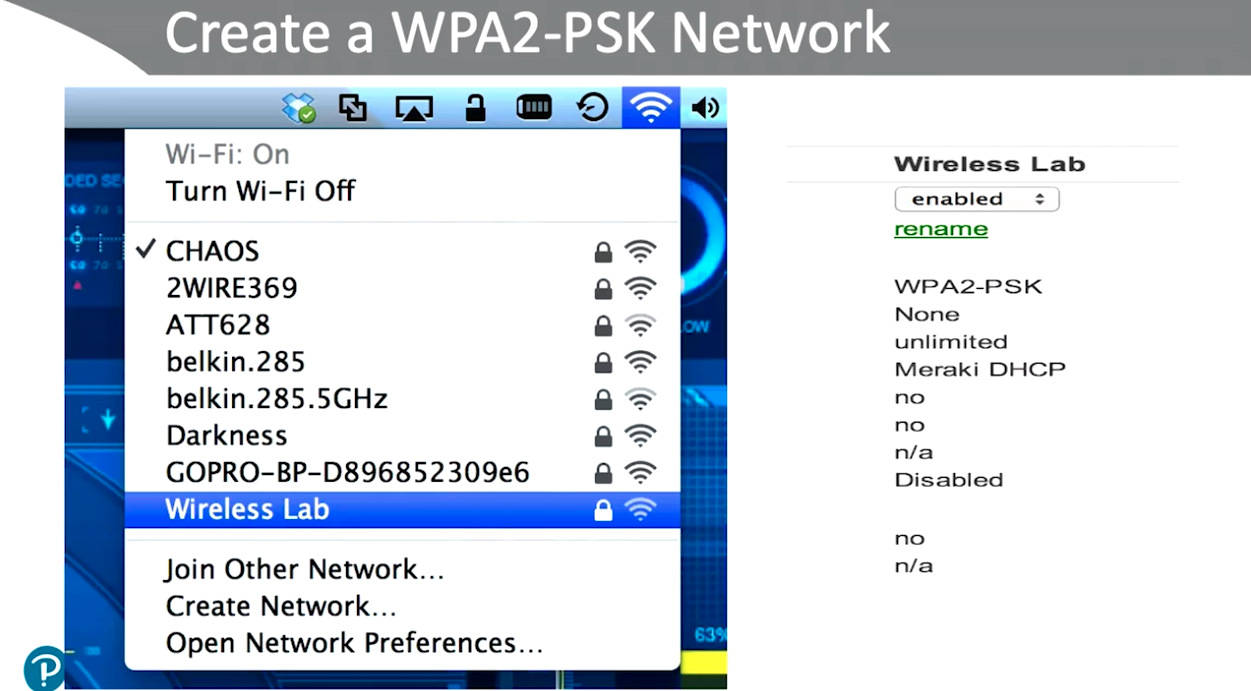 Create a WPA2-PSK Network
Wi-Fi: On
Turn Wi-Fi Off
CHAOS
2WIRE369
ATT628
belkin.285
belkin.285.5GHz
Darkness
GOPRO-BP-D896852309e6
Wireless Lab
Join Other Network...
Create Network...
Open Network Preferences...
63%
Wireless Lab
enabled
rename
WPA2-PSK
None
unlimited
Meraki DHCP
no
no
n/a
Disabled
no
n/a